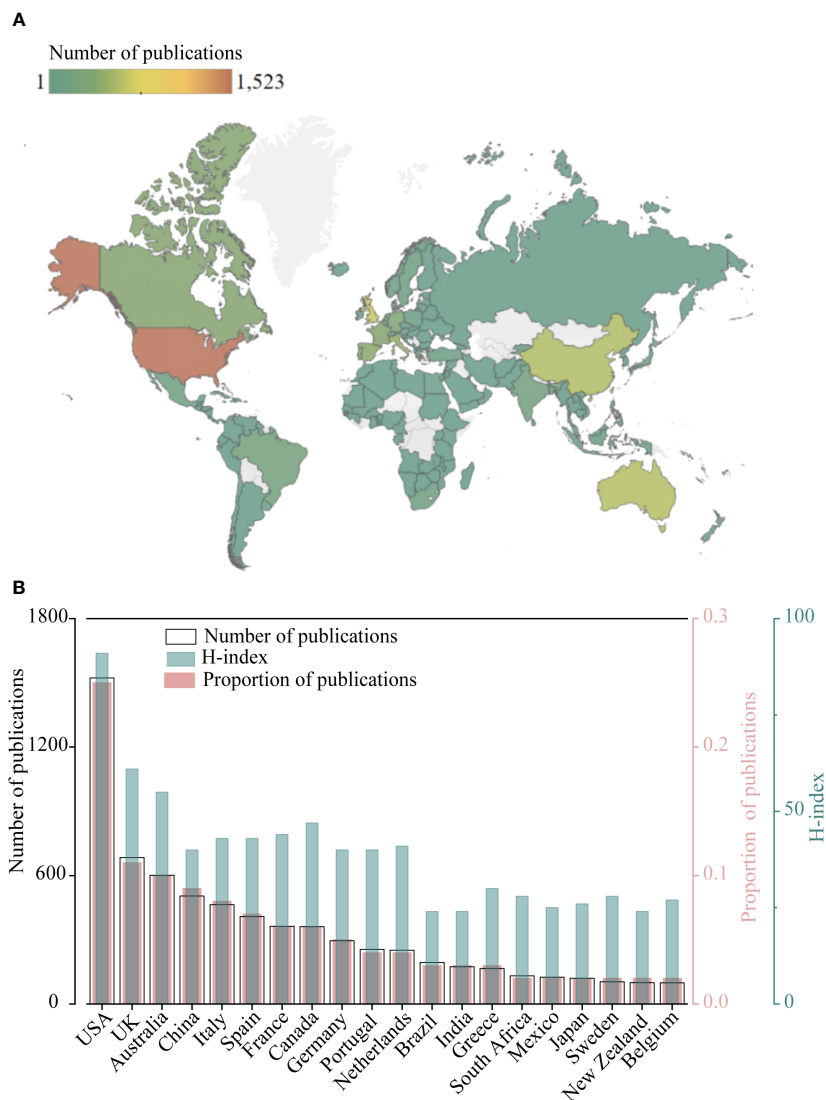 A
Number of publications
1 1,523
B
1800 0.3 100
Number of publications
H-index
Proportion of publications
1200 0.2
50
600 0.1
0 0.0 0
Number of publications
Proportion of publications
H-index
USA
UK
Australia
China
Italy
Spain
France
Canada
Germany
Portugal
Netherlands
Brazil
India
Greece
South Africa
Mexico
Japan
Sweden
New Zealand
Belgium